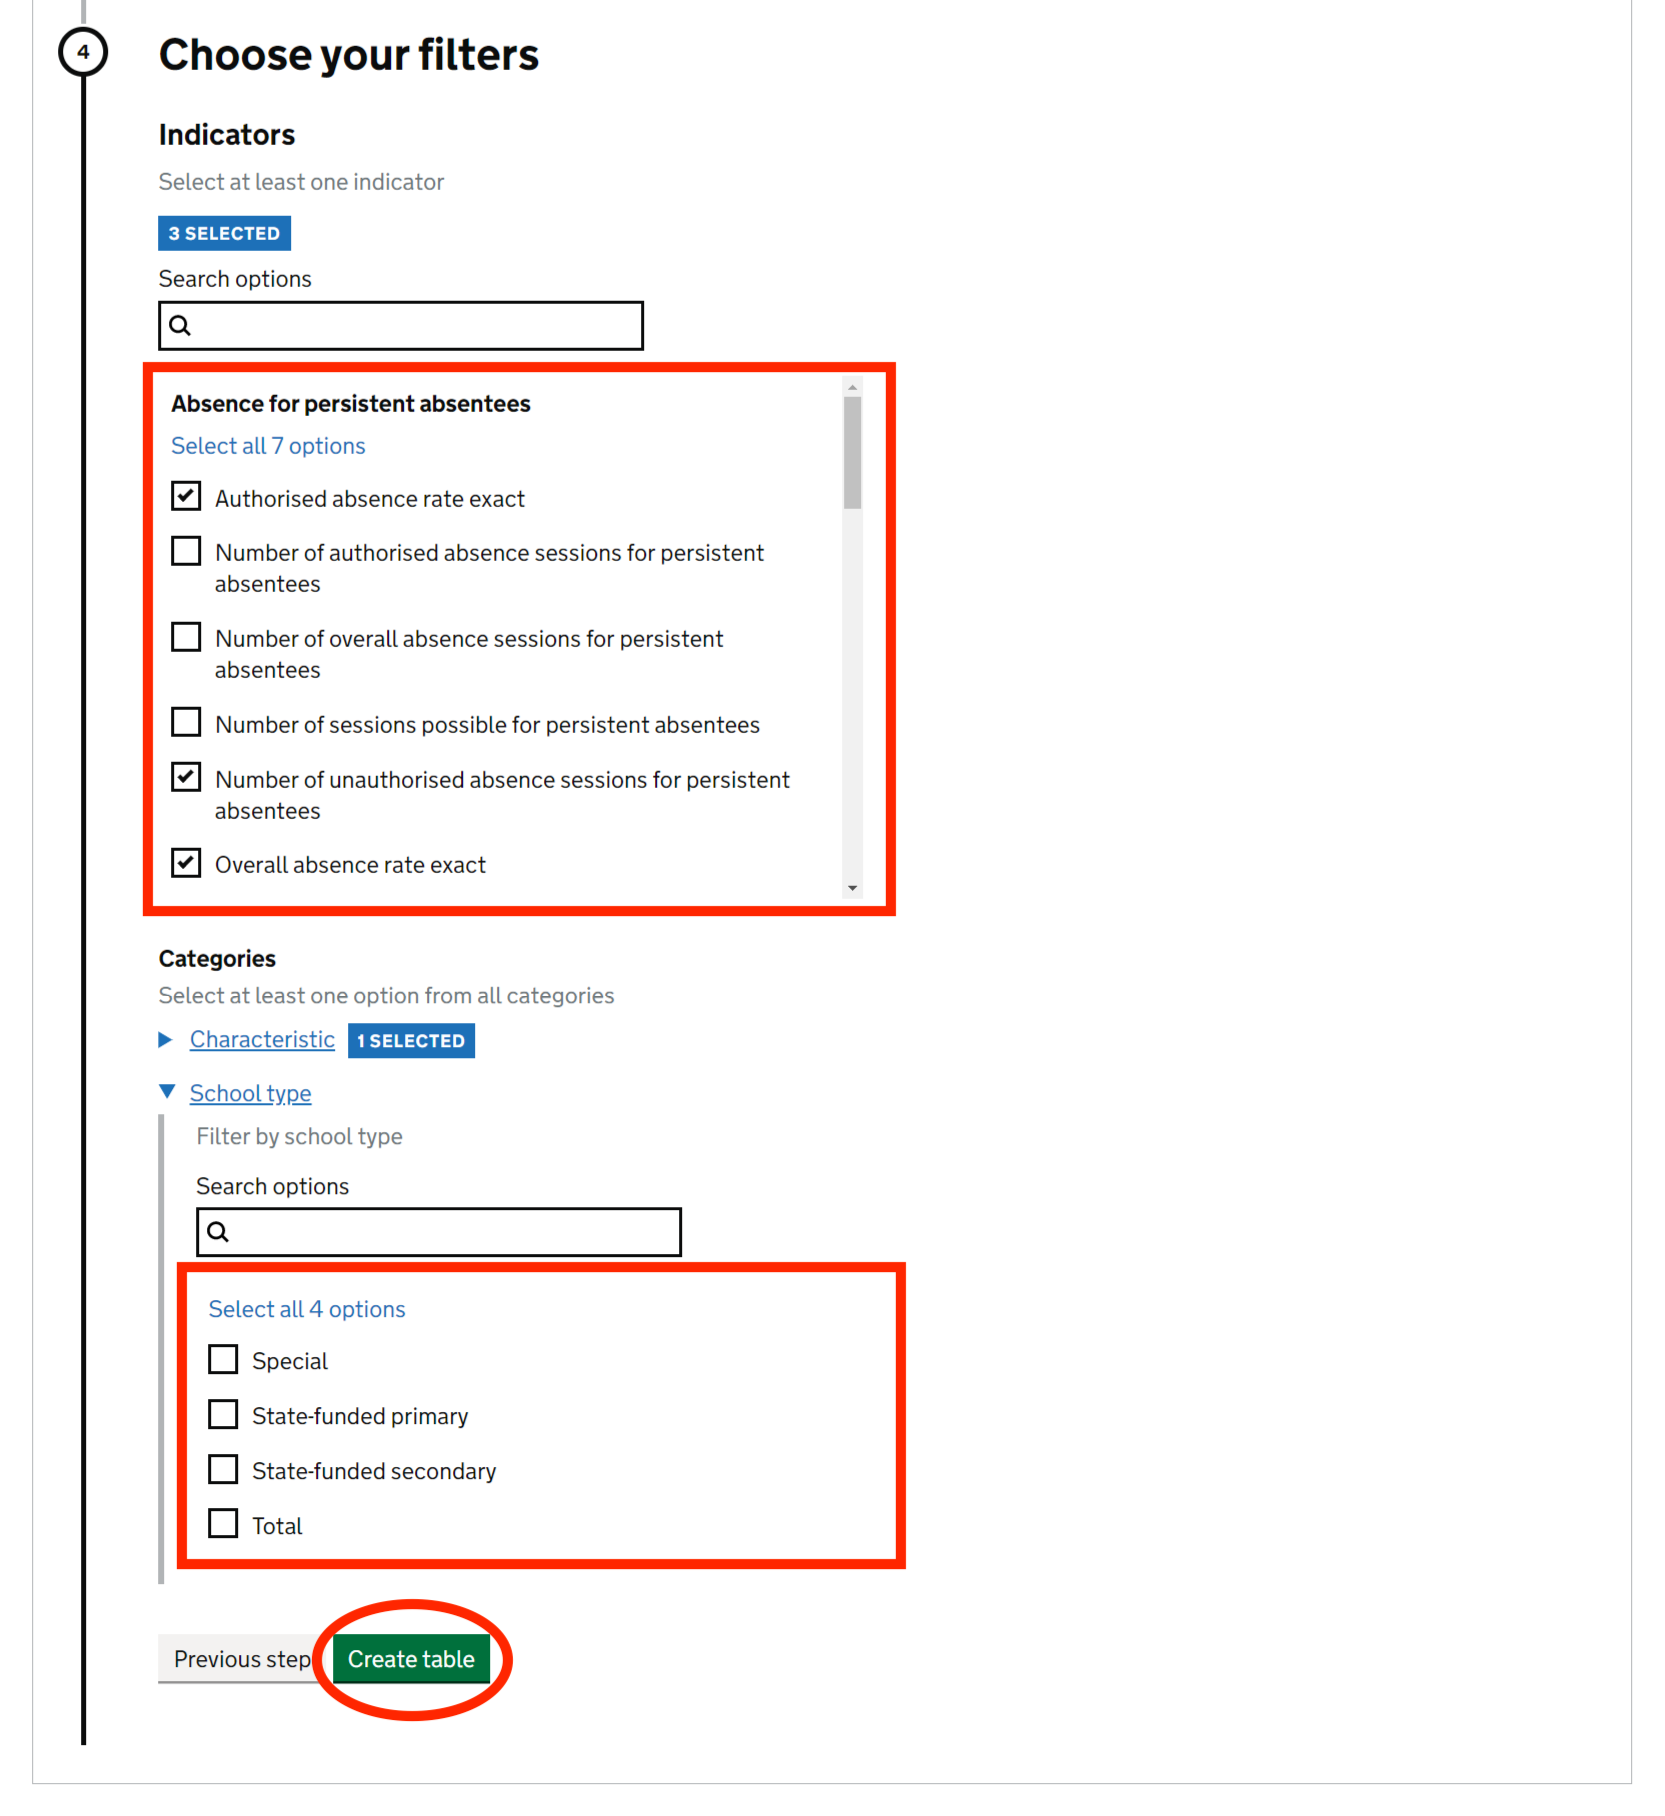 4
Choose your filters
Indicators
Select at least one indicator
3 SELECTED
Search options
Absence for persistent absentees
Select all 7 options
Authorised absence rate exact
Number of authorised absence sessions for persistent
absentees
Number of overall absence sessions for persistent
absentees
Number of sessions possible for persistent absentees
Number of unauthorised absence sessions for persistent
absentees
Overall absence rate exact
Categories
Select at least one option from all categories
Characteristic 1 SELECTED
School type
Filter by school type
Search options
Select all 4 options
Special
State-funded primary
State-funded secondary
Total
Previous step Create table